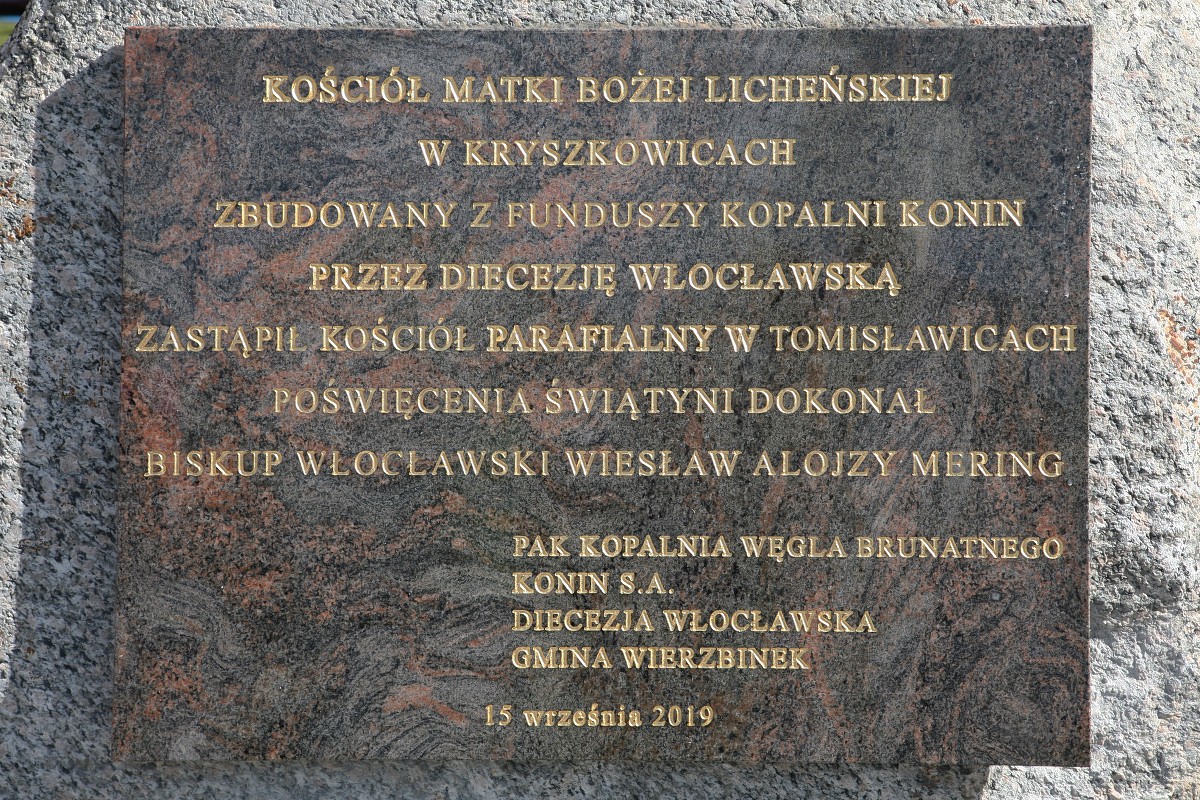 KOŚCIÓŁ MATKI BOŻEJ LICHEŃSKIEJ
W KRYSZKOWICACH
ZBUDOWANY Z FUNDUSZY KOPALNI KONIN
PRZEZ DIECEZJĘ WŁOCŁAWSKĄ
ZASTĄPIŁ KOŚCIÓŁ PARAFIALNY W TOMISŁAWICACH
POŚWIĘCENIA ŚWIĄTYNI DOKONAŁ
BISKUP WŁOCŁAWSKI WIESŁAW ALOJZY MERING
PAK KOPALNIA WĘGLA BRUNATNEGO
KONIN S.A.
DIECEZJA WŁOCŁAWSKA
GMINA WIERZBINEK
15 września 2019